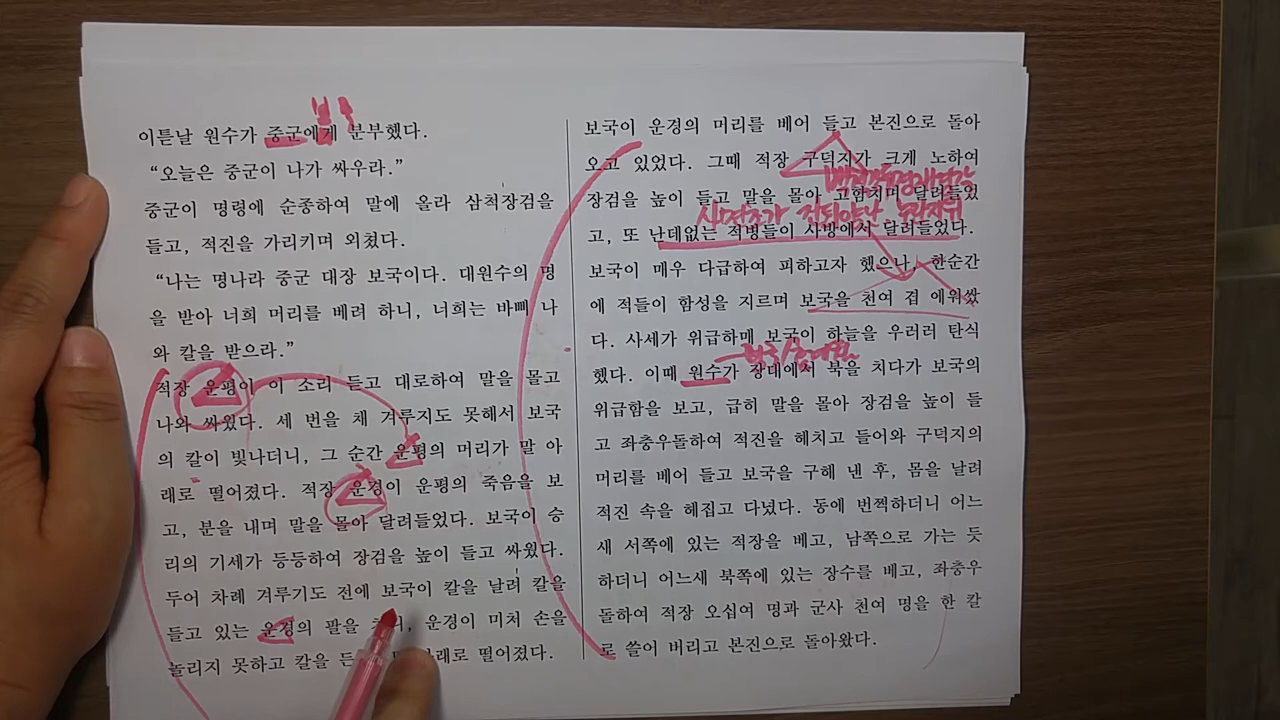 이튿날 원수가 중군에게 분부했다.
“오늘은 중군이 나가 싸우라.”
중군이 명령에 순종하여 말에 올라 삼척장검을
들고, 적진을 가리키며 외쳤다.
“나는 명나라 중군 대장 보국이다. 대원수의 명
을 받아 너희 머리를 베려 하니, 너희는 바삐 나
와 칼을 받으라.”
적장 운평이 이 소리 듣고 대로하여 말을 몰고
나와 싸웠다. 세 번을 채 겨루지도 못해서 보국
의 칼이 빛나더니, 그 순간 운평의 머리가 말 아
래로 떨어졌다. 적장 운경이 운평의 죽음을 보
고, 분을 내며 말을 몰아 달려들었다. 보국이 승
리의 기세가 등등하여 장검을 높이 들고 싸웠다.
두어 차례 겨루기도 전에 보국이 칼을 날려 칼을
들고 있는 운경의 팔을 치니, 운경이 미처 손을
놀리지 못하고 칼을 든 아래로 떨어졌다.
보국이 운경의 머리를 베어 들고 본진으로 돌아
오고 있었다. 그때 적장 구덕지가 크게 노하여
장검을 높이 들고 말을 몰아 고함치며 달려들었
고, 또 난데없는 적병들이 사방에서 달려들었다.
보국이 매우 다급하여 피하고자 했으나, 한순간
에 적들이 함성을 지르며 보국을 천여 겹 에워쌌
다. 사세가 위급하매 보국이 하늘을 우러러 탄식
했다. 이때 원수가 장대에서 북을 치다가 보국의
위급함을 보고, 급히 말을 몰아 장검을 높이 들
고 좌충우돌하여 적진을 헤치고 들어와 구덕지의
머리를 베어 들고 보국을 구해 낸 후, 몸을 날려
적진 속을 헤집고 다녔다. 동에 번쩍하더니 어느
새 서쪽에 있는 적장을 베고, 남쪽으로 가는 듯
하더니 어느새 북쪽에 있는 장수를 베고, 좌충우
돌하여 적장 오십여 명과 군사 천여 명을 한 칼
로 쓸어 버리고 본진으로 돌아왔다.